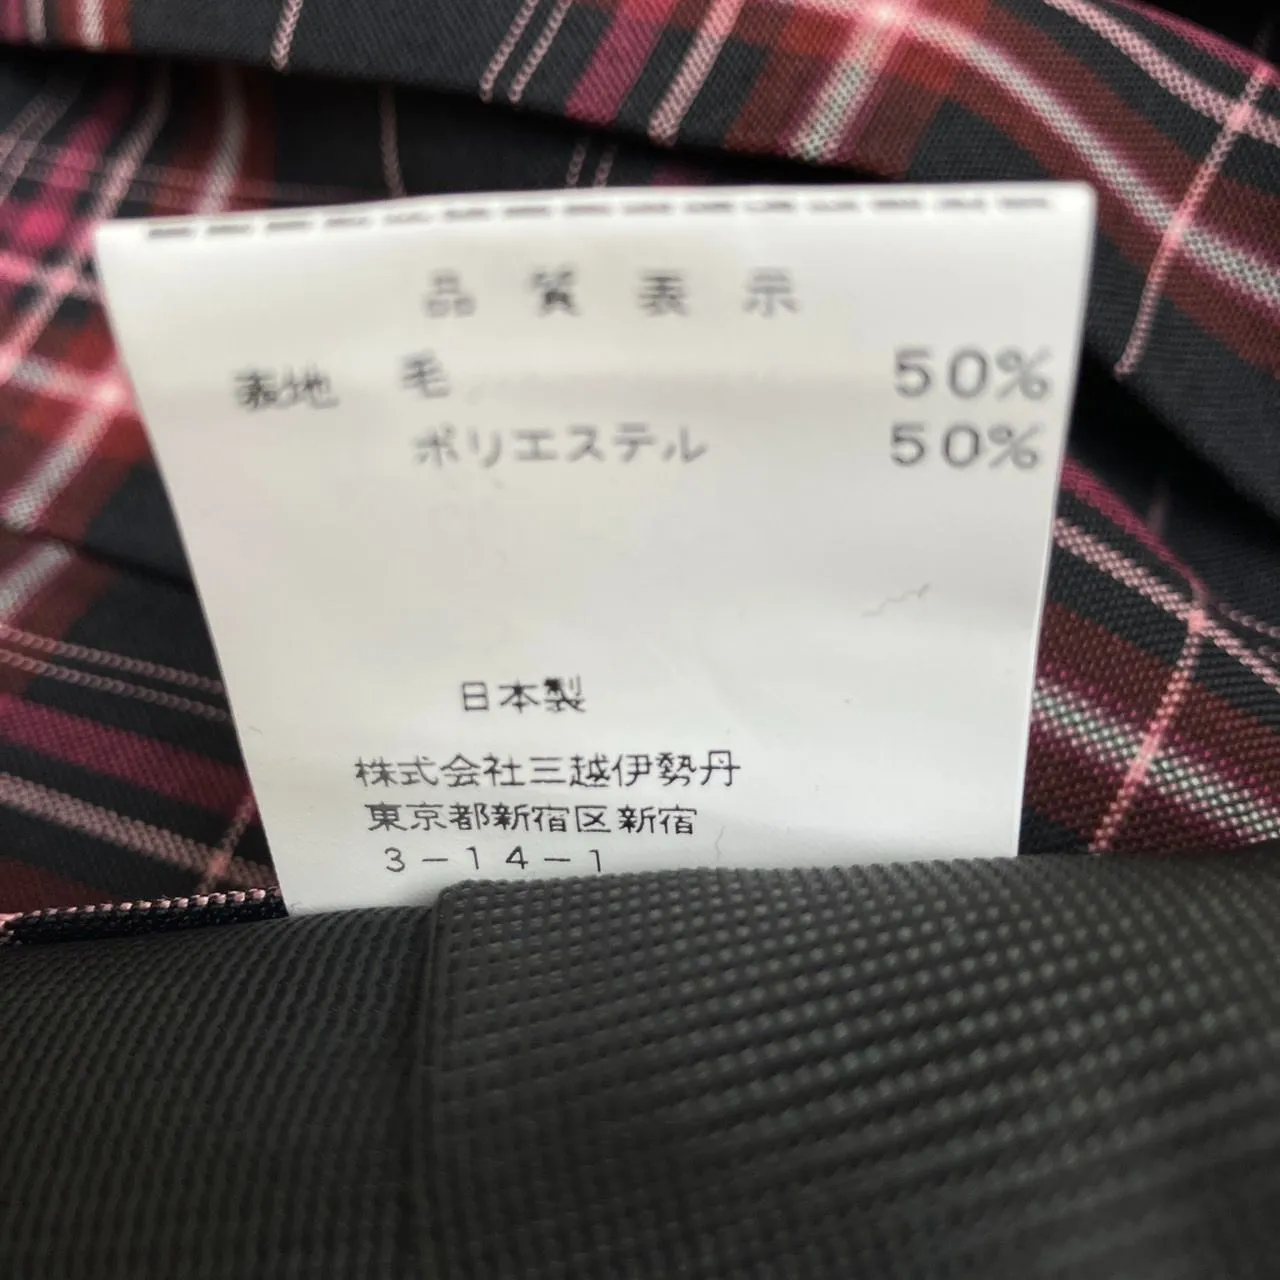 品質表示
表地 毛 50%
ポリエステル 50%
日本製
株式会社三越伊勢丹
東京都新宿区新宿
3-14-1